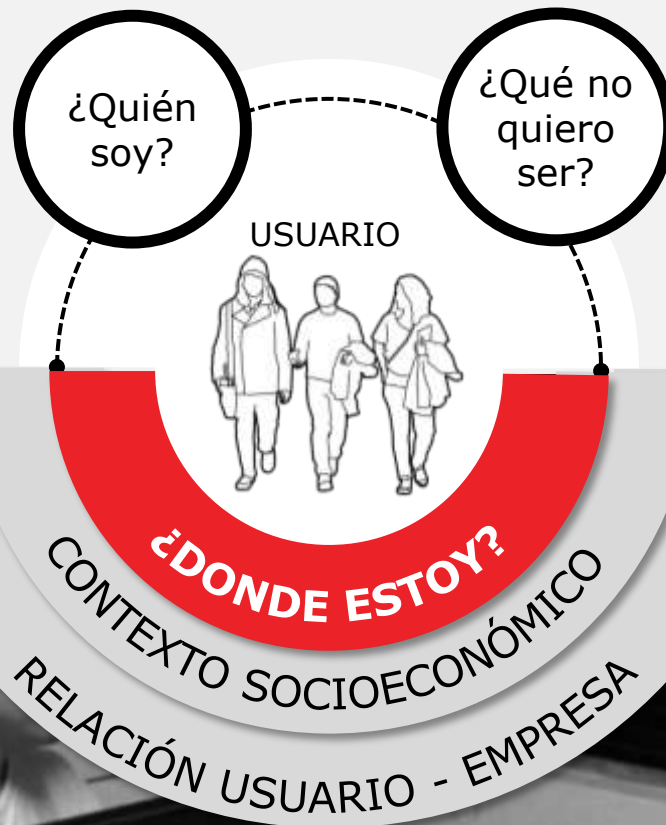 ¿Quién
soy?
¿Qué no
quiero
ser?
USUARIO
¿DONDE ESTOY?
CONTEXTO SOCIOECONÓMICO
RELACIÓN USUARIO - EMPRESA